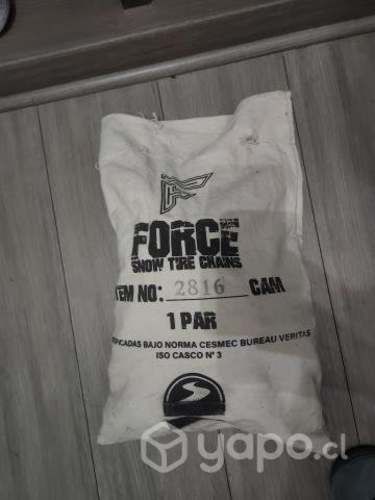 FORCE
SNOW TIRE CHAINS
ITEM NO: 2816 CAM
1 PAR
BAJO NORMA CESMEC BUREAU VERITAS
ISO CASCO N° 3
yapo.cl